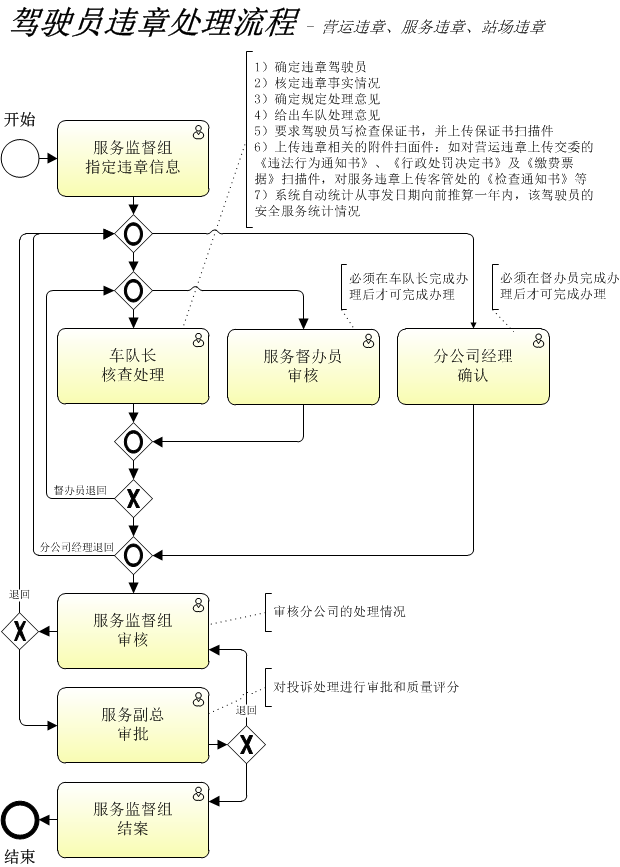 驾驶员违章处理流程 - 营运违章、服务违章、站场违章
1）确定违章驾驶员
2）核定违章事实情况
3）确定规定处理意见
4）给出车队处理意见
5）要求驾驶员写检查保证书，并上传保证书扫描件
6）上传违章相关的附件扫面件：如对营运违章上传交委的
《违法行为通知书》、《行政处罚决定书》及《缴费票
据》扫描件，对服务违章上传客管处的《检查通知书》等
7）系统自动统计从事发日期向前推算一年内，该驾驶员的
安全服务统计情况
开始
服务监督组
指定违章信息
必须在车队长完成办
理后才可完成办理
必须在督办员完成办
理后才可完成办理
车队长
核查处理
服务督办员
审核
分公司经理
确认
督办员退回
分公司经理退回
退回
服务监督组
审核
审核分公司的处理情况
服务副总
审批
对投诉处理进行审批和质量评分
退回
服务监督组
结案
结束